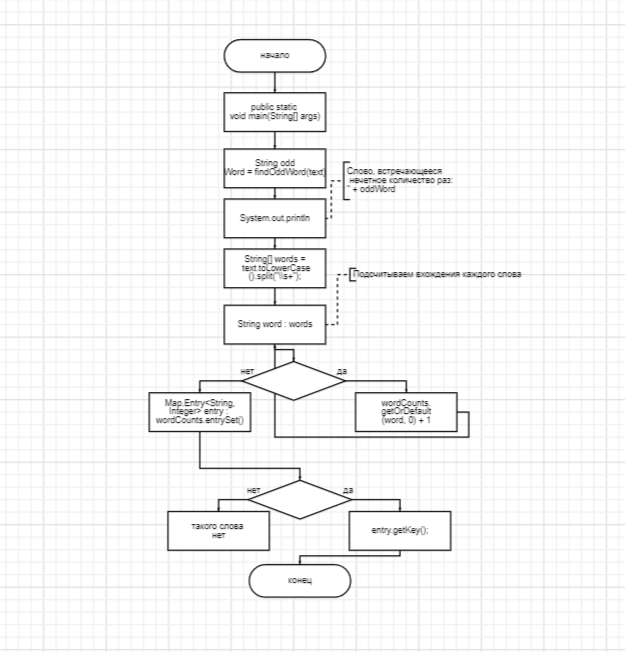 начало
public static
void main(String[] args)
String odd
Word = findOddWord(text)
Слово, встречающееся
нечетное количество раз:
" + oddWord
System.out.println
String[] words =
text.toLowerCase
().split("\\s+");
Подсчитываем вхождения каждого слова
String word : words
нет
да
Map.Entry<String,
Integer> entry :
wordCounts.entrySet()
wordCounts.
getOrDefault
(word, 0) + 1
нет
да
такого слова
нет
entry.getKey();
конец